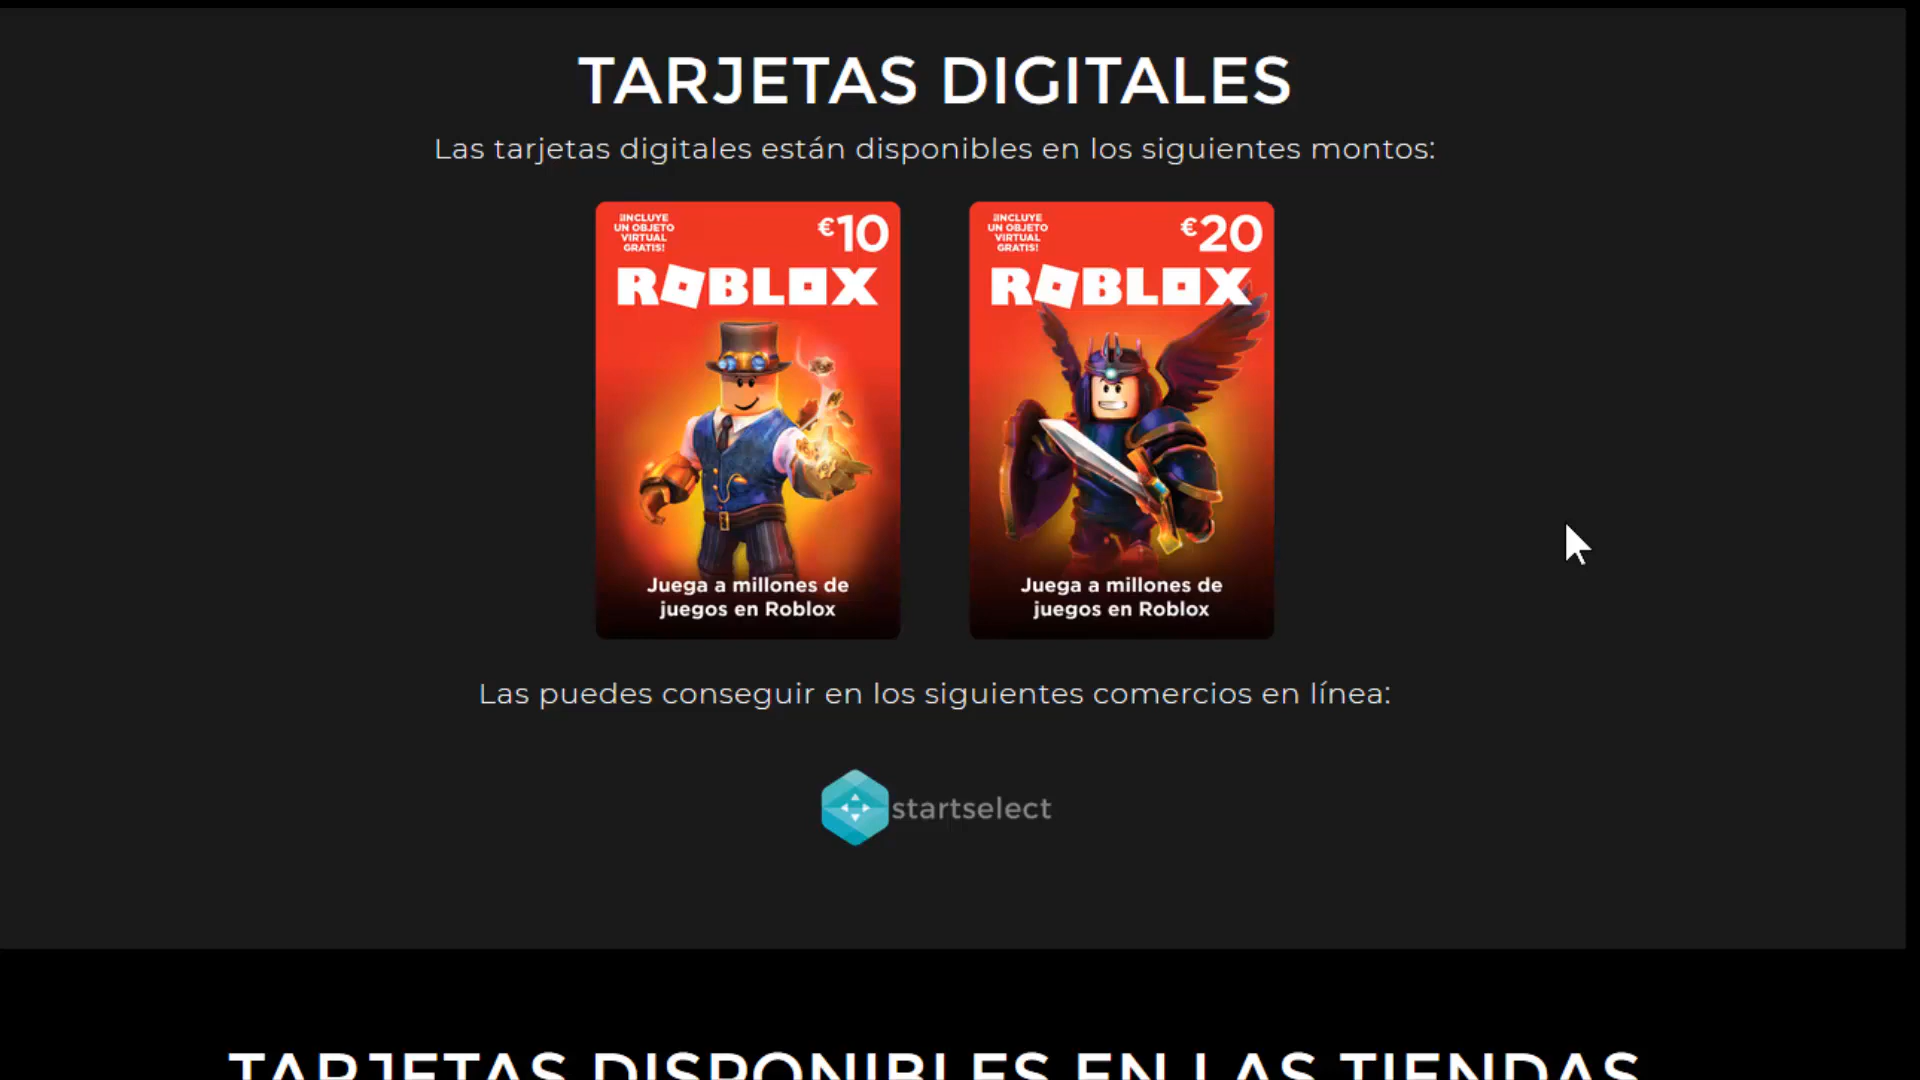 TARJETAS DIGITALES
Las tarjetas digitales están disponibles en los siguientes montos:
¡INCLUYE
UN OBJETO
VIRTUAL
GRATIS!
€10
ROBLOX
Juega a millones de
juegos en Roblox
¡INCLUYE
UN OBJETO
VIRTUAL
GRATIS!
€20
ROBLOX
Juega a millones de
juegos en Roblox
Las puedes conseguir en los siguientes comercios en línea:
startselect
TARJETAS DISPONIBLES EN LAS TIENDAS